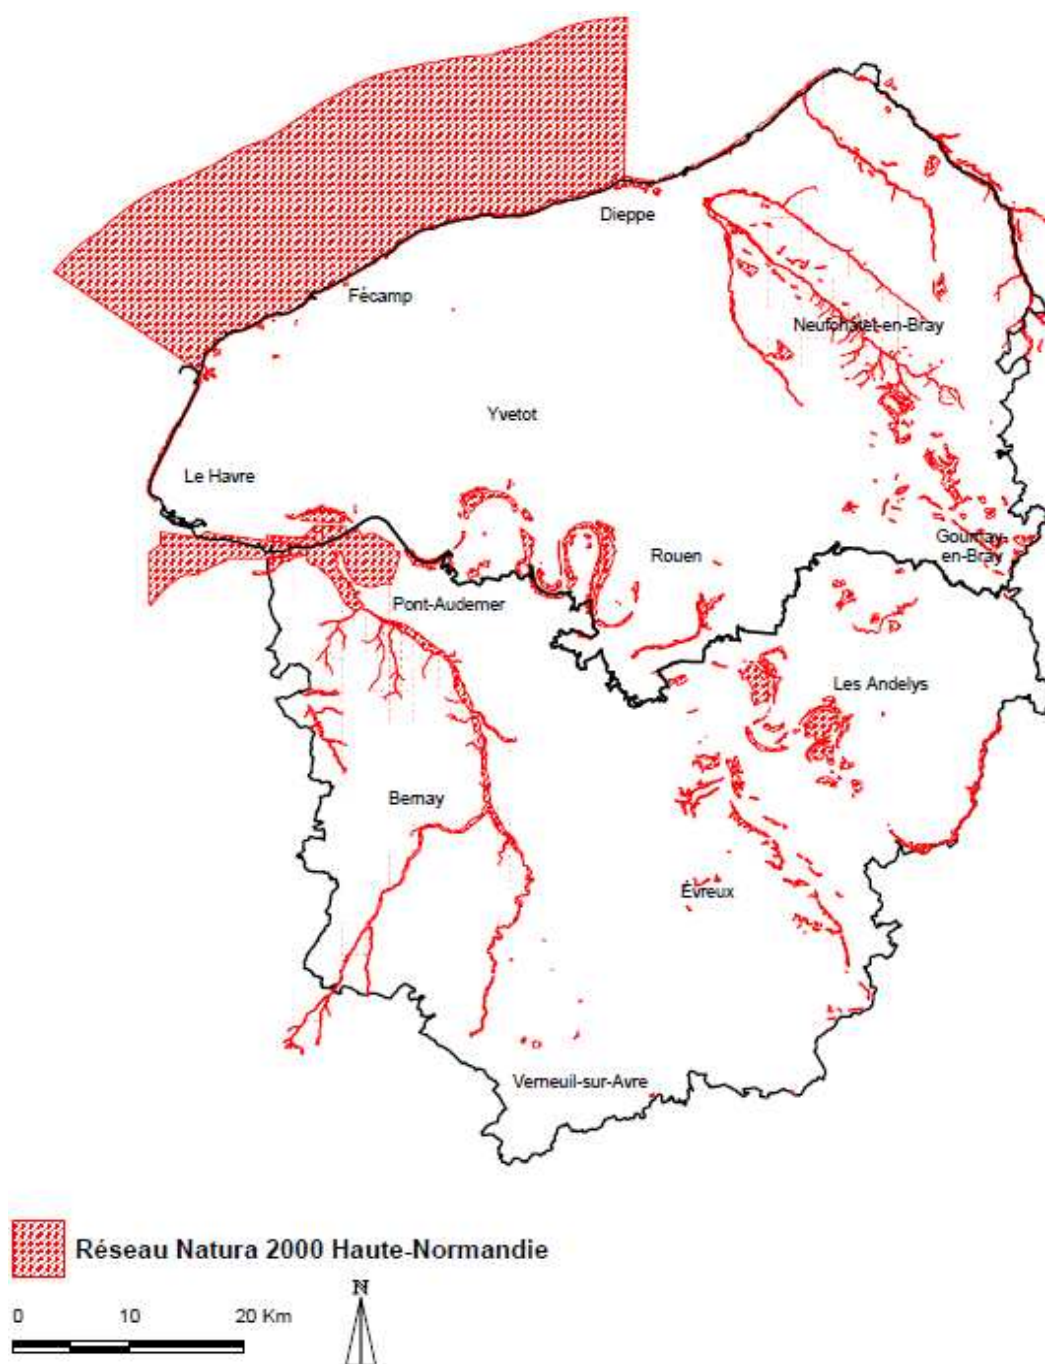 Dieppe
Fécamp
Neufchatel-en-Bray
Yvetot
Le Havre
Rouen
Gournay-
en-Bray
Pont-Audemer
Les Andelys
Bernay
Évreux
Verneuil-sur-Avre
Réseau Natura 2000 Haute-Normandie
0 10 20 Km
N